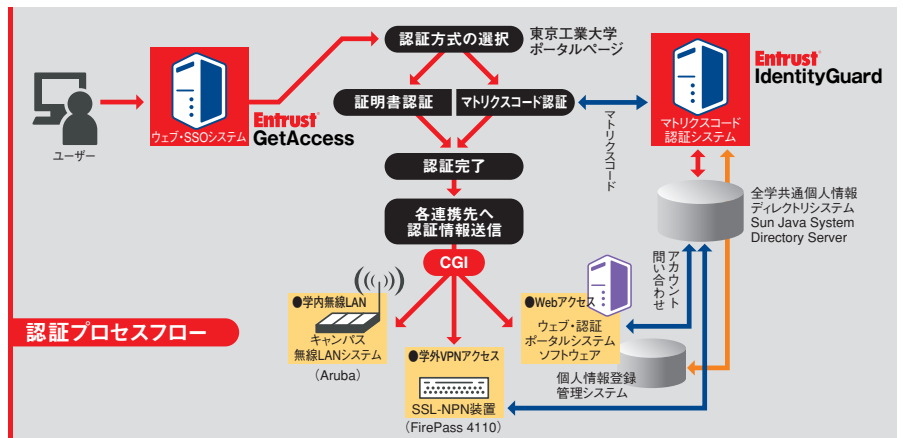 認証方式の選択
東京工業大学
ポータルページ
Entrust
IdentityGuard
証明書認証
マトリクスコード認証
ウェブ・SSOシステム
Entrust
GetAccess
マトリクスコード
マトリクスコード
認証システム
ユーザー
認証完了
各連携先へ
認証情報送信
全学共通個人情報
ディレクトリシステム
Sun Java System
Directory Server
CGI
アカウント
問い合わせ
●学内無線LAN
キャンパス
無線LANシステム
(Aruba)
●Webアクセス
ウェブ・認証
ポータルシステム
ソフトウェア
認証プロセスフロー
●学外VPNアクセス
SSL-NPN装置
(FirePass 4110)
個人情報登録
管理システム